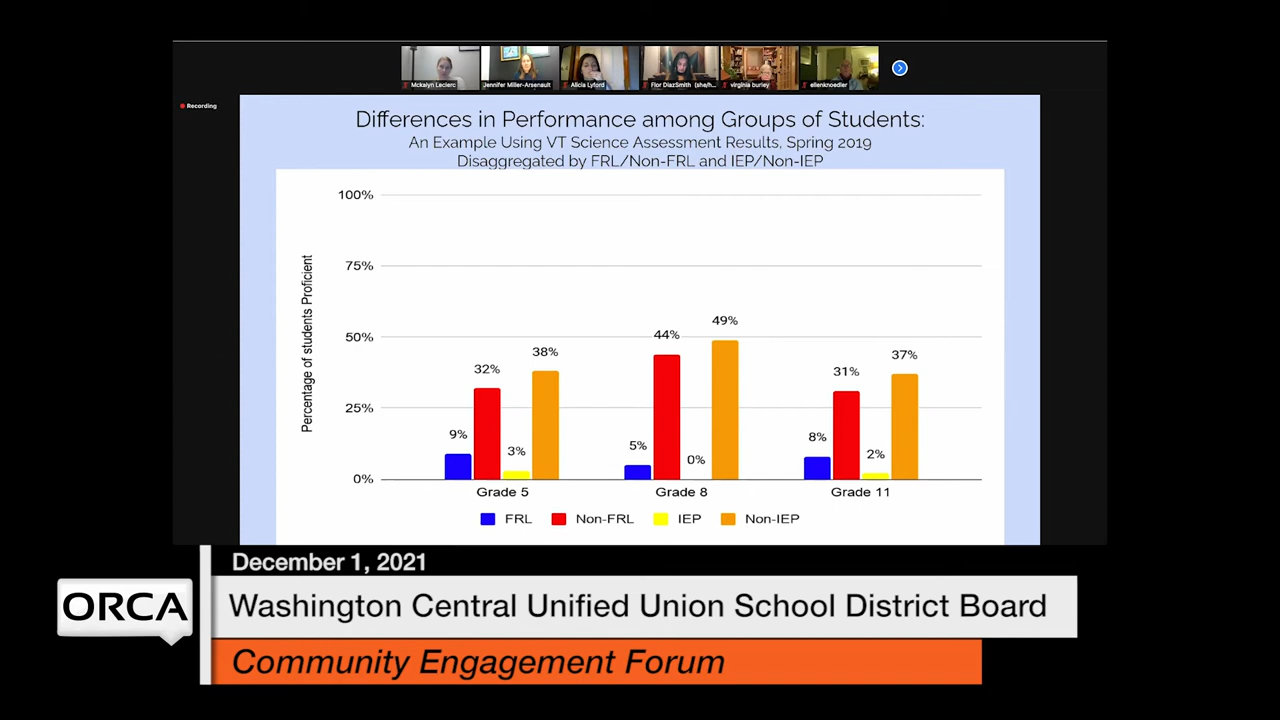 Mckalyn Leclerc
Jennifer Miller-Arsenault
Alicia Lyford
Flor DiazSmith (she/h...
virginia burley
ellenknoedler
Recording
Differences in Performance among Groups of Students:
An Example Using VT Science Assessment Results, Spring 2019
Disaggregated by FRL/Non-FRL and IEP/Non-IEP
Percentage of students Proficient
100%
75%
50%
25%
0%
9%
32%
3%
38%
5%
44%
0%
49%
8%
31%
2%
37%
Grade 5
Grade 8
Grade 11
FRL
Non-FRL
IEP
Non-IEP
December 1, 2021
ORCA
Washington Central Unified Union School District Board
Community Engagement Forum